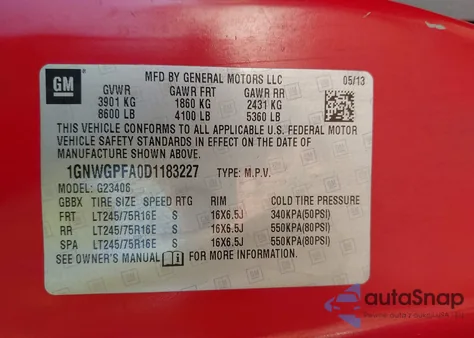 GM
MFD BY GENERAL MOTORS LLC 05/13
GVWR GAWR FRT GAWR RR
3901 KG 1860 KG 2431 KG
8600 LB 4100 LB 5360 LB
THIS VEHICLE CONFORMS TO ALL APPLICABLE U.S. FEDERAL MOTOR
VEHICLE SAFETY STANDARDS IN EFFECT ON THE DATE OF
MANUFACTURE SHOWN ABOVE.
1GNWGPFA0D1183227 TYPE: M.P.V.
MODEL: G23406
GBBX TIRE SIZE SPEED RTG RIM COLD TIRE PRESSURE
FRT LT245/75R16E S 16X6.5J 340KPA(50PSI)
RR LT245/75R16E S 16X6.5J 550KPA(80PSI)
SPA LT245/75R16E S 16X6.5J 550KPA(80PSI)
SEE OWNER'S MANUAL FOR MORE INFORMATION.
autoSnap